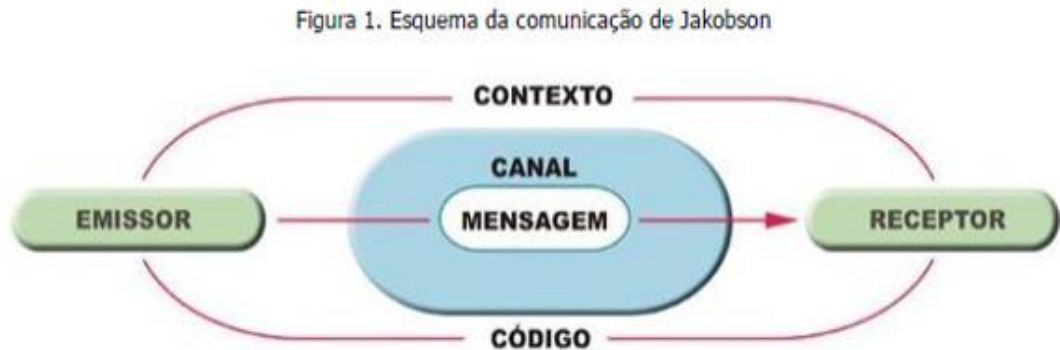 Figura 1. Esquema da comunicação de Jakobson
CONTEXTO
CANAL
EMISSOR
MENSAGEM
RECEPTOR
CÓDIGO